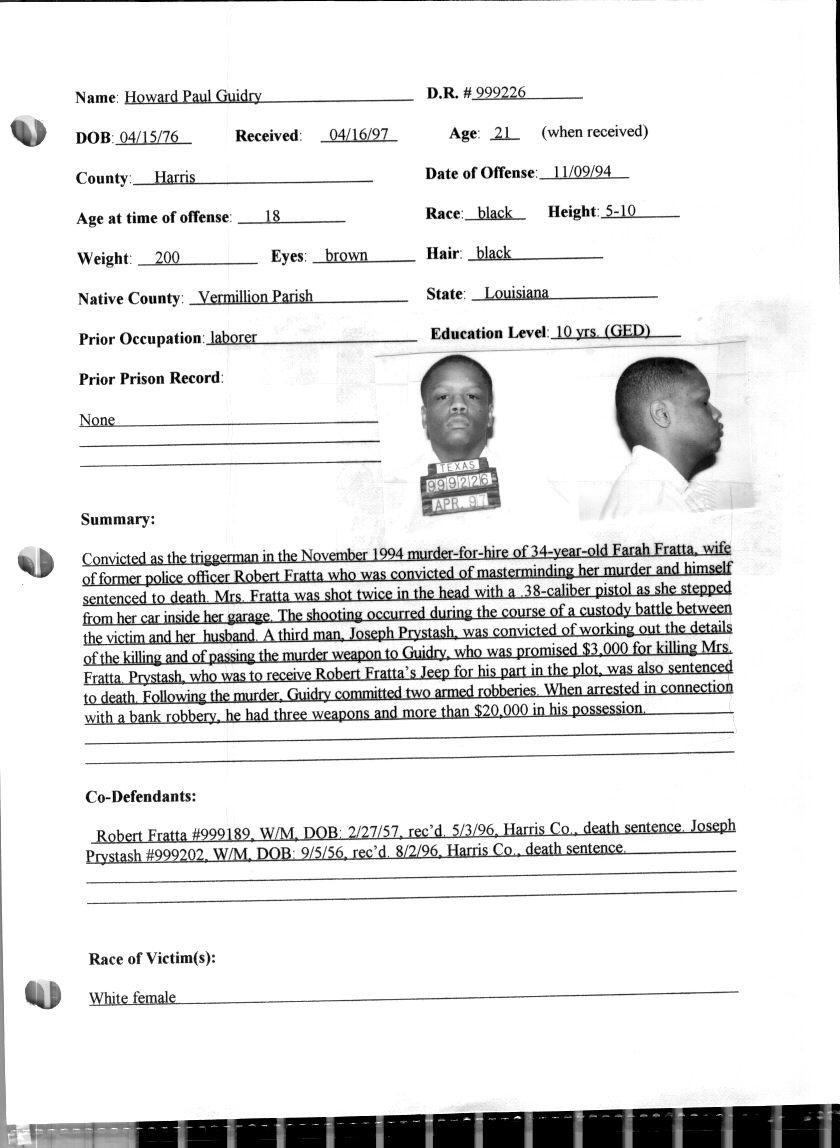 Name: Howard Paul Guidry D.R. # 999226
DOB: 04/15/76 Received: 04/16/97 Age: 21 (when received)
County: Harris Date of Offense: 11/09/94
Age at time of offense: 18 Race: black Height: 5-10
Weight: 200 Eyes: brown Hair: black
Native County: Vermillion Parish State: Louisiana
Prior Occupation: laborer Education Level: 10 yrs. (GED)
Prior Prison Record:
None
TEXAS
999226
APR. 97
Summary:
Convicted as the triggerman in the November 1994 murder-for-hire of 34-year-old Farah Fratta, wife
of former police officer Robert Fratta who was convicted of masterminding her murder and himself
sentenced to death. Mrs. Fratta was shot twice in the head with a .38-caliber pistol as she stepped
from her car inside her garage. The shooting occurred during the course of a custody battle between
the victim and her husband. A third man, Joseph Prystash, was convicted of working out the details
of the killing and of passing the murder weapon to Guidry, who was promised $3,000 for killing Mrs.
Fratta. Prystash, who was to receive Robert Fratta's Jeep for his part in the plot, was also sentenced
to death. Following the murder, Guidry committed two armed robberies. When arrested in connection
with a bank robbery, he had three weapons and more than $20,000 in his possession.
Co-Defendants:
Robert Fratta #999189, W/M, DOB: 2/27/57, rec'd. 5/3/96, Harris Co., death sentence. Joseph
Prystash #999202, W/M, DOB: 9/5/56, rec'd. 8/2/96, Harris Co., death sentence.
Race of Victim(s):
White female